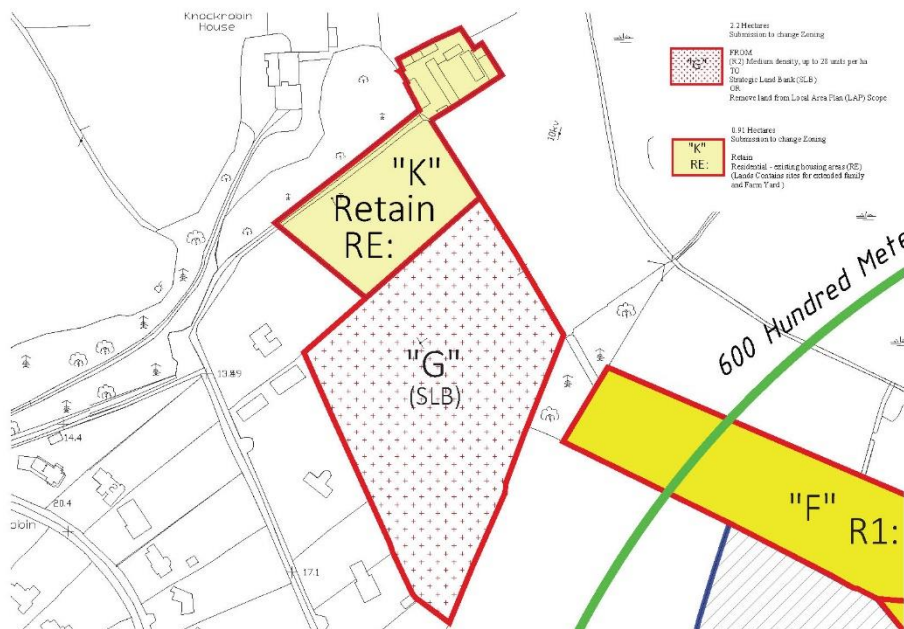 Knockrobin
House
2.2 Hectares
Submission to change Zoning
"G"
FROM
(R2) Medium density, up to 20 units per ha
TO
Strategic Land Bank (SLB)
OR
Remove land from Local Area Plan (LAP) Scope
0.91 Hectares
Submission to change Zoning
"K"
RE:
Retain
Residential - existing housing areas (RE)
(Lands Contains sites for extended family
and Farm Yard )
10kv
"K"
Retain
RE:
600 Hundred Mete
"G"
(SLB)
13.89
14.4
20.4
obin
17.1
"F"
R1: